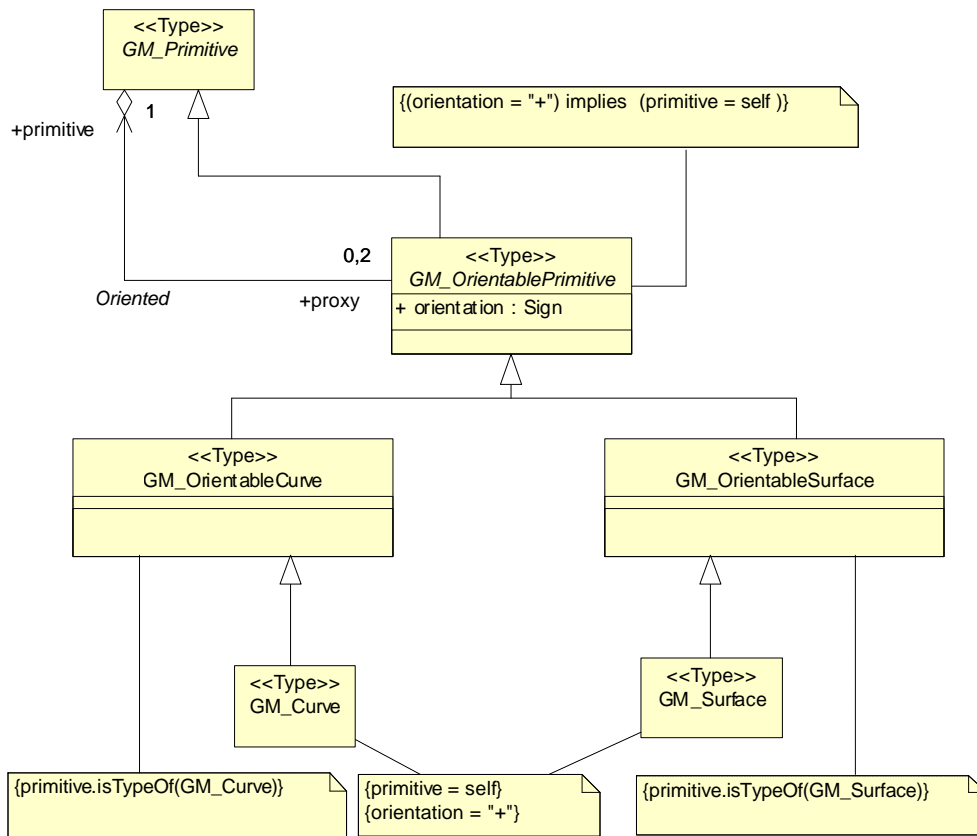 <<Type>>
GM_Primitive
1
+primitive
{(orientation = "+") implies (primitive = self )}
0,2
<<Type>>
GM_OrientablePrimitive
Oriented
+proxy
+ orientation : Sign
<<Type>>
GM_OrientableCurve
<<Type>>
GM_OrientableSurface
<<Type>>
GM_Curve
<<Type>>
GM_Surface
{primitive.isTypeOf(GM_Curve)}
{primitive = self}
{orientation = "+"}
{primitive.isTypeOf(GM_Surface)}